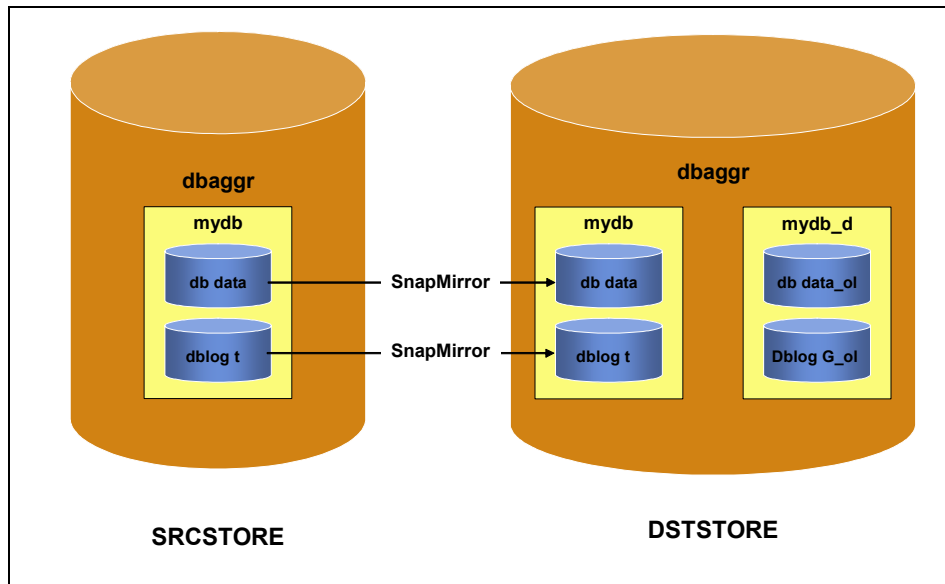 dbaggr
mydb
db data
dblog t
SRCSTORE
SnapMirror
SnapMirror
dbaggr
mydb
db data
dblog t
mydb_d
db data_ol
Dblog G_ol
DSTSTORE